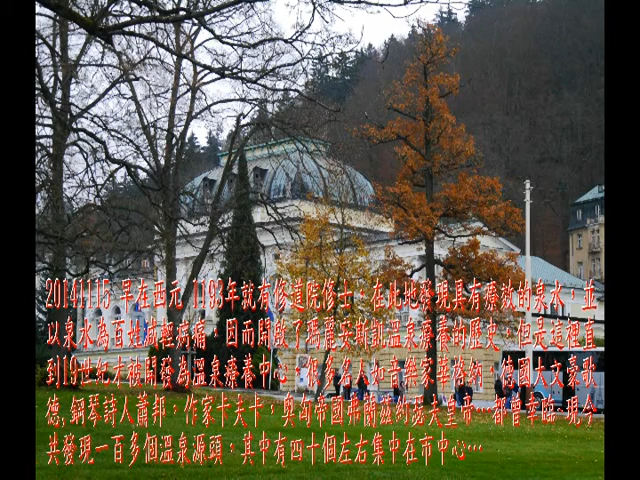 20141115 早在西元 1193年就有修道院修士，在此地發現具有療效的泉水，並
以泉水為百姓減輕病痛，因而開啟了瑪麗安斯凱溫泉療養的歷史，但是這裡直
到19世紀末被開發為溫泉療養中心。很多名人如音樂家華格納，德國大文豪歌
德,鋼琴詩人蕭邦，作家卡夫卡，奧匈帝國弗蘭茲約瑟夫皇帝…都曾幸臨·現今
共發現一百多個溫泉源頭，其中有四十個左右集中在市中心…